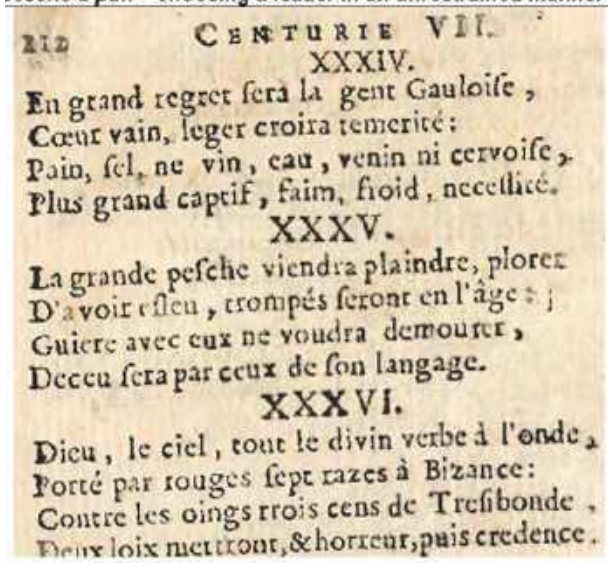 212 CENTURIE VII.
XXXIV.
En grand regret ſera la gent Gauloiſe ,
Cœur vain, leger croira temerité:
Pain, ſel, ne vin , eau , venin ni cervoiſe ,
Plus grand captif , faim, froid , neceſſité.
XXXV.
La grande peſche viendra plaindre, plorer
D'avoir eſleu , trompés ſeront en l'âge :
Guiere avec eux ne voudra demourer ,
Deceu ſera par ceux de ſon langage.
XXXVI.
Dieu , le ciel , tout le divin verbe à l'onde ,
Porté par rouges ſept razes à Bizance:
Contre les oings rrois cens de Treſibonde ,
Deux loix mettront, & horreur, puis credence .